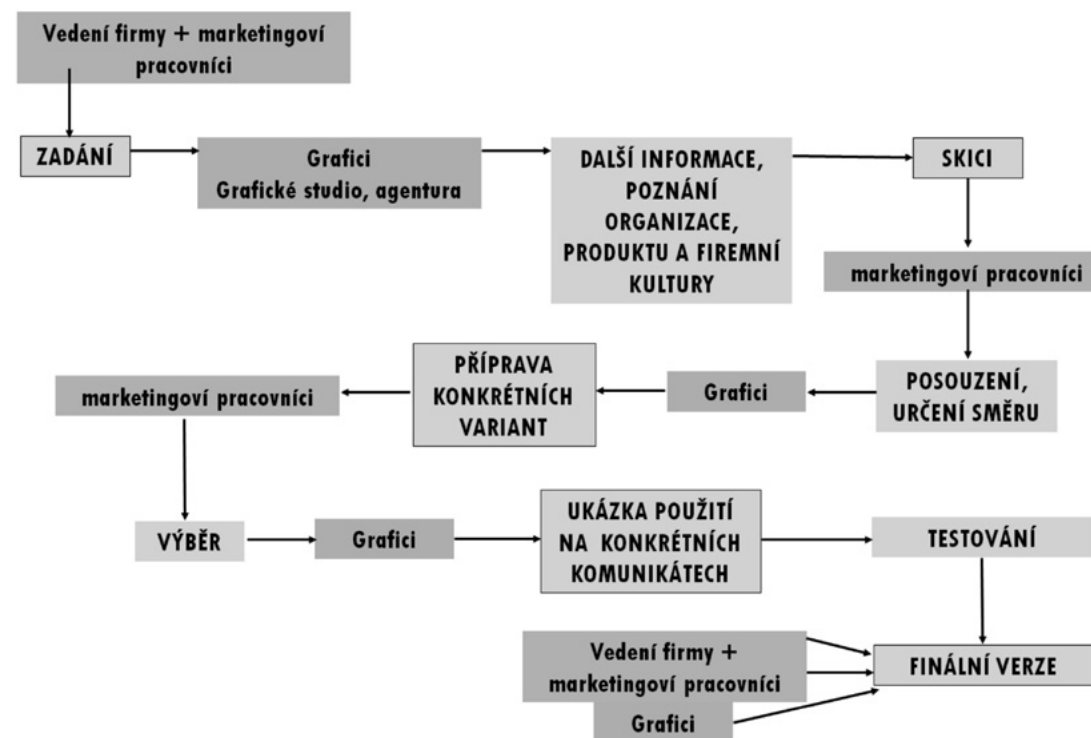 Vedení firmy + marketingoví
pracovníci
ZADÁNÍ
Grafici
Grafické studio, agentura
DALŠÍ INFORMACE,
POZNÁNÍ
ORGANIZACE,
PRODUKTU A FIREMNÍ
KULTURY
SKICI
marketingoví pracovníci
POSOUZENÍ,
URČENÍ SMĚRU
Grafici
PŘÍPRAVA
KONKRÉTNÍCH
VARIANT
marketingoví pracovníci
VÝBĚR
Grafici
UKÁZKA POUŽITÍ
NA KONKRÉTNÍCH
KOMUNIKÁTECH
TESTOVÁNÍ
Vedení firmy +
marketingoví pracovníci
Grafici
FINÁLNÍ VERZE